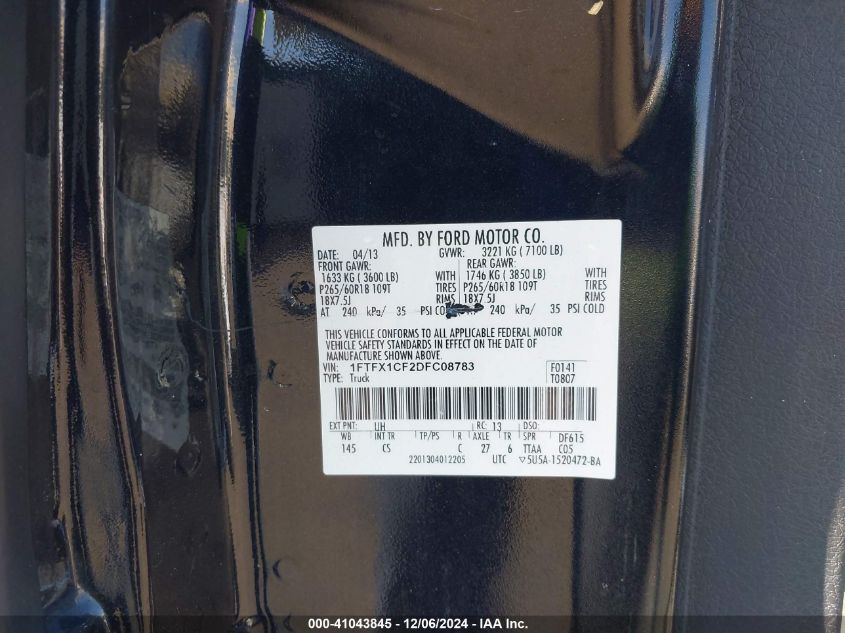 MFD. BY FORD MOTOR CO.
DATE: 04/13 GVWR: 3221 KG ( 7100 LB)
FRONT GAWR: REAR GAWR:
1633 KG ( 3600 LB) WITH 1746 KG ( 3850 LB) WITH
P265/60R18 109T TIRES P265/60R18 109T TIRES
18X7.5J RIMS 18X7.5J RIMS
AT 240 kPa/ 35 PSI COLD 240 kPa/ 35 PSI COLD
THIS VEHICLE CONFORMS TO ALL APPLICABLE FEDERAL MOTOR
VEHICLE SAFETY STANDARDS IN EFFECT ON THE DATE OF
MANUFACTURE SHOWN ABOVE.
VIN: 1FTFX1CF2DFC08783 F0141
TYPE: Truck T0807
EXT PNT: UH RC: 13 DSO:
WB INT TR TP/PS R AXLE TR SPR DF615
145 CS C 27 6 TTAA C05
2201304012205 UTC ▽5USA-1520472-BA
000-41043845 - 12/06/2024 - IAA Inc.